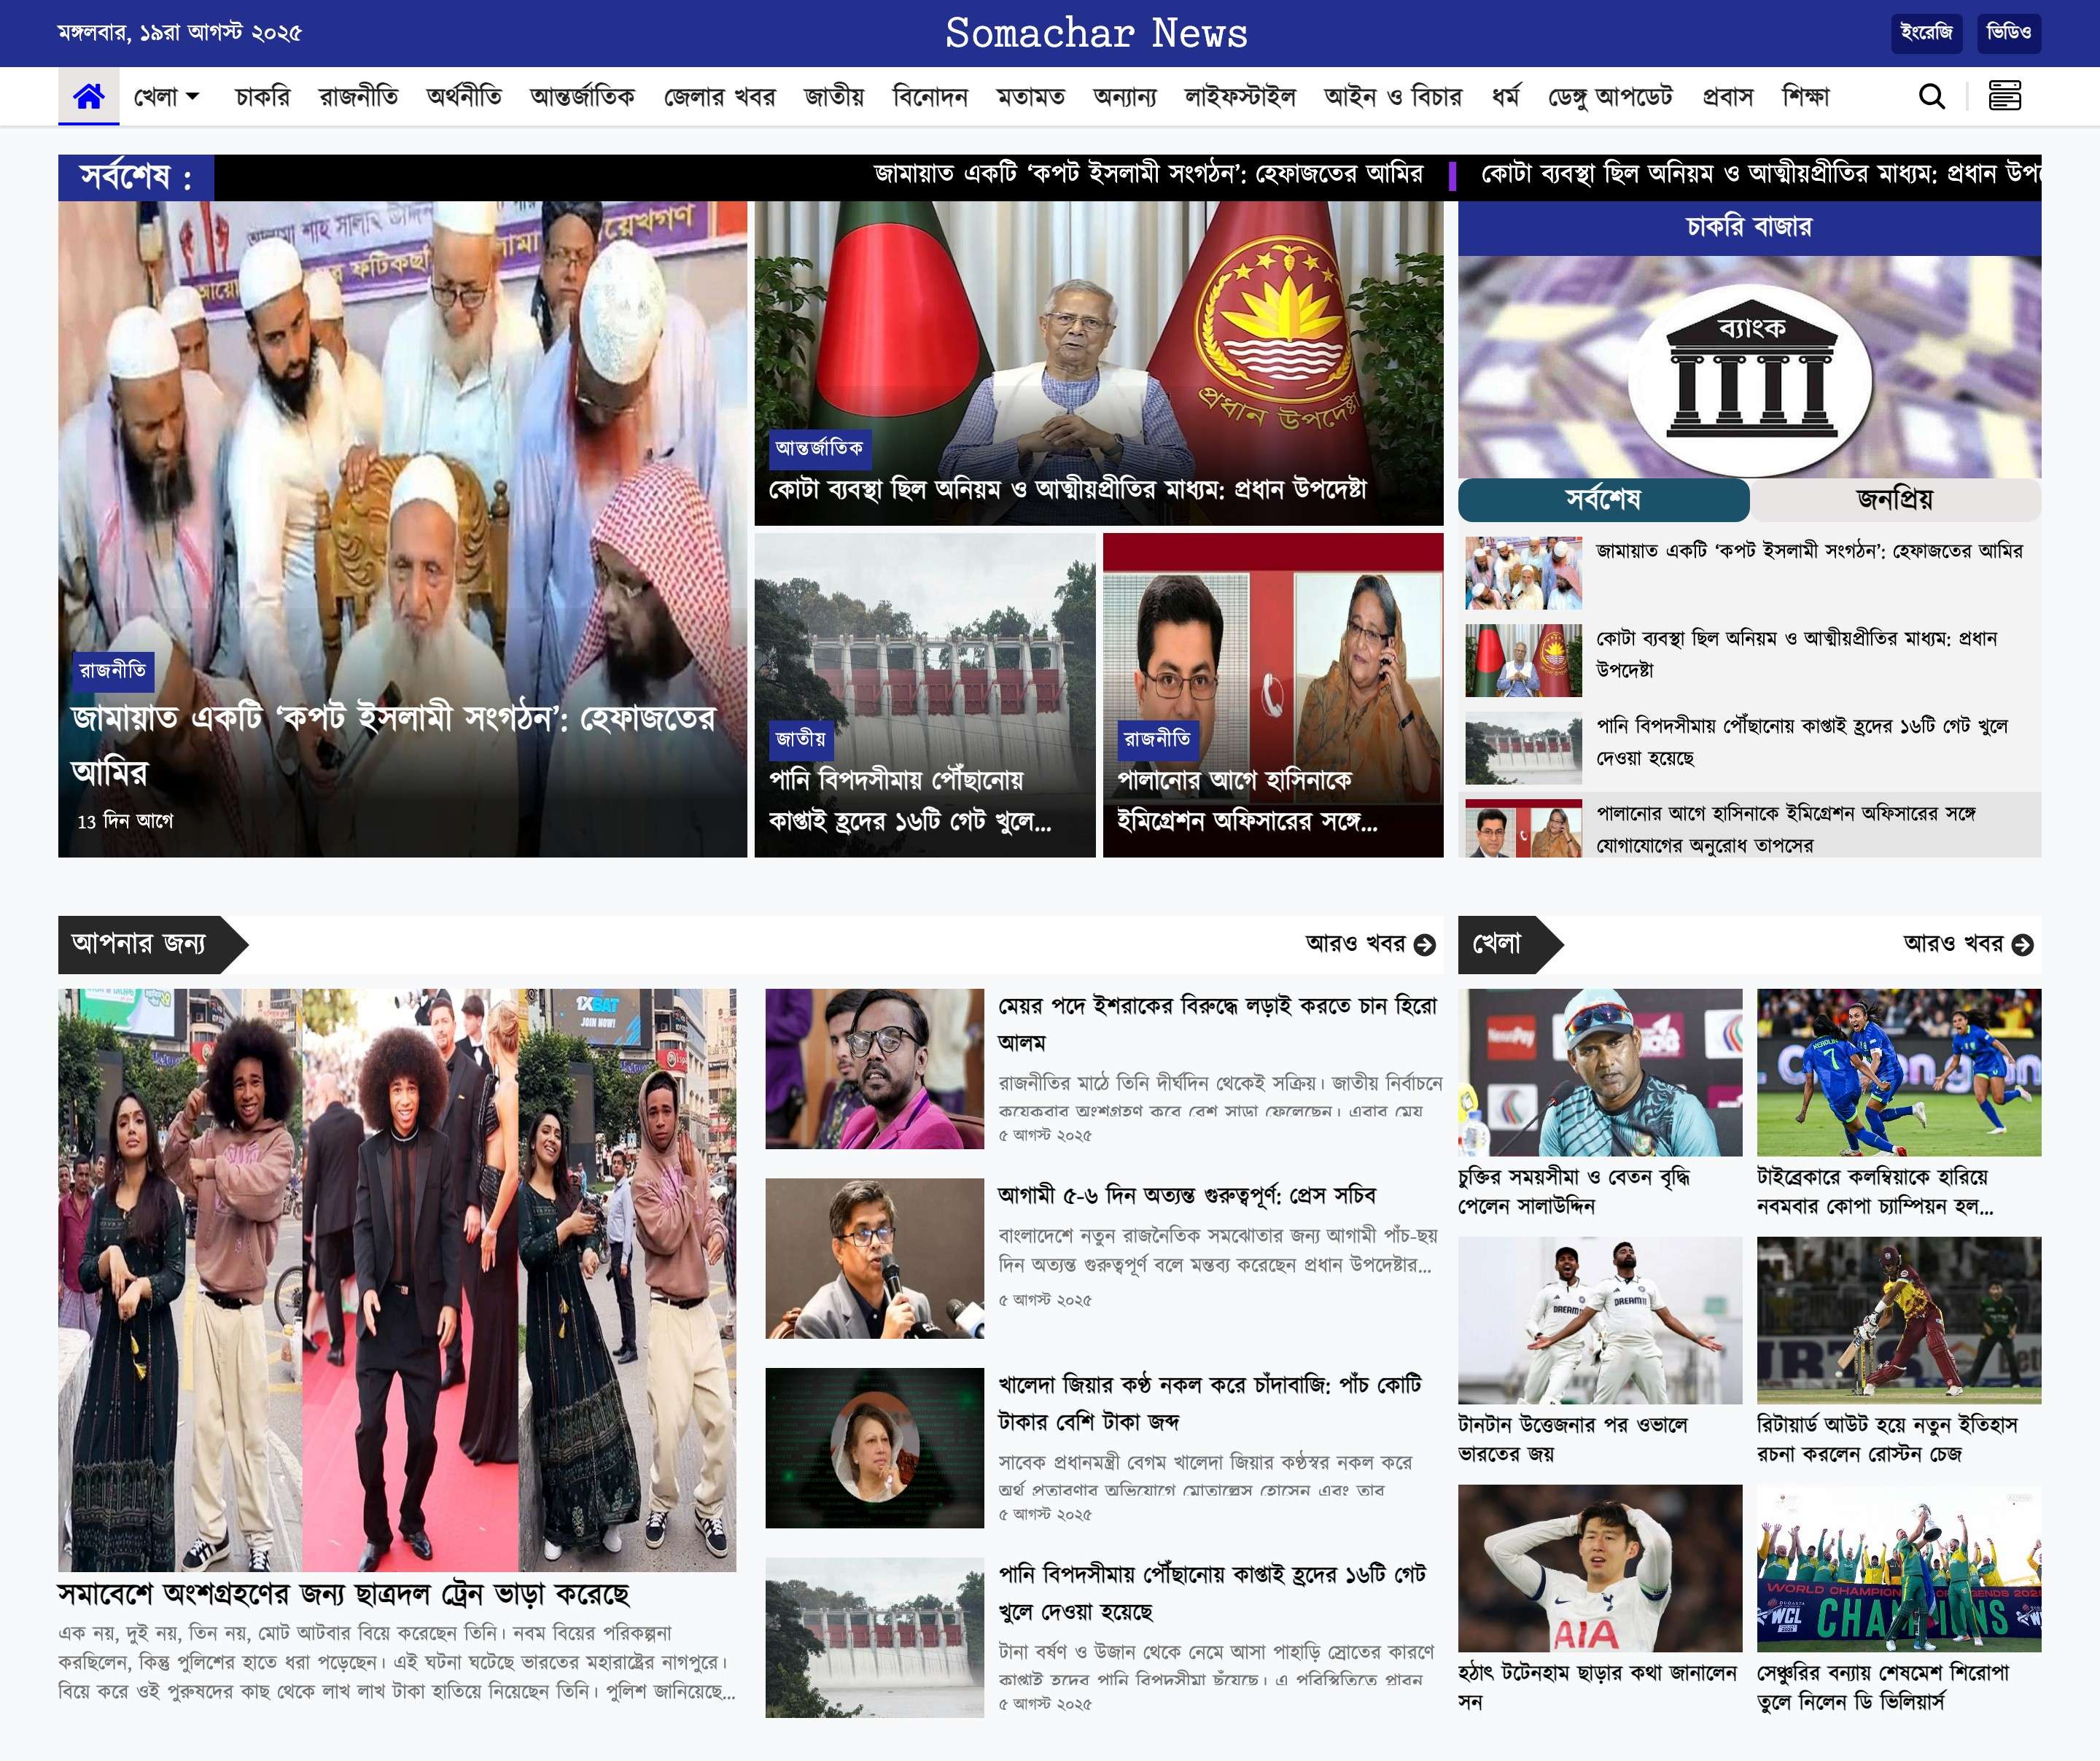 মঙ্গলবার, ১৯রা আগস্ট ২০২৫
Somachar News
ইংরেজি
ভিডিও
খেলা
চাকরি
রাজনীতি
অর্থনীতি
আন্তর্জাতিক
জেলার খবর
জাতীয়
বিনোদন
মতামত
অন্যান্য
লাইফস্টাইল
আইন ও বিচার
ধর্ম
ডেঙ্গু আপডেট
প্রবাস
শিক্ষা
সর্বশেষ :
জামায়াত একটি ‘কপট ইসলামী সংগঠন’: হেফাজতের আমির
কোটা ব্যবস্থা ছিল অনিয়ম ও আত্মীয়প্রীতির মাধ্যম: প্রধান
রাজনীতি
জামায়াত একটি ‘কপট ইসলামী সংগঠন’: হেফাজতের
আমির
13 দিন আগে
প্রধান উপদেষ্টা
আন্তর্জাতিক
কোটা ব্যবস্থা ছিল অনিয়ম ও আত্মীয়প্রীতির মাধ্যম: প্রধান উপদেষ্টা
জাতীয়
পানি বিপদসীমায় পৌঁছানোয়
কাপ্তাই হ্রদের ১৬টি গেট খুলে...
রাজনীতি
পালানোর আগে হাসিনাকে
ইমিগ্রেশন অফিসারের সঙ্গে...
চাকরি বাজার
ব্যাংক
সর্বশেষ
জনপ্রিয়
জামায়াত একটি ‘কপট ইসলামী সংগঠন’: হেফাজতের আমির
কোটা ব্যবস্থা ছিল অনিয়ম ও আত্মীয়প্রীতির মাধ্যম: প্রধান
উপদেষ্টা
পানি বিপদসীমায় পৌঁছানোয় কাপ্তাই হ্রদের ১৬টি গেট খুলে
দেওয়া হয়েছে
পালানোর আগে হাসিনাকে ইমিগ্রেশন অফিসারের সঙ্গে
যোগাযোগের অনুরোধ তাপসের
আপনার জন্য
আরও খবর
1XBAT
JOIN NOW!
সমাবেশে অংশগ্রহণের জন্য ছাত্রদল ট্রেন ভাড়া করেছে
এক নয়, দুই নয়, তিন নয়, মোট আটবার বিয়ে করেছেন তিনি। নবম বিয়ের পরিকল্পনা
করছিলেন, কিন্তু পুলিশের হাতে ধরা পড়েছেন। এই ঘটনা ঘটেছে ভারতের মহারাষ্ট্রের নাগপুরে।
বিয়ে করে ওই পুরুষদের কাছ থেকে লাখ লাখ টাকা হাতিয়ে নিয়েছেন তিনি। পুলিশ জানিয়েছে...
মেয়র পদে ইশরাকের বিরুদ্ধে লড়াই করতে চান হিরো
আলম
রাজনীতির মাঠে তিনি দীর্ঘদিন থেকেই সক্রিয়। জাতীয় নির্বাচনে
কয়েকবার অংশগ্রহণ করে বেশ সাড়া ফেলেছেন। এবার মেয়
৫ আগস্ট ২০২৫
আগামী ৫-৬ দিন অত্যন্ত গুরুত্বপূর্ণ: প্রেস সচিব
বাংলাদেশে নতুন রাজনৈতিক সমঝোতার জন্য আগামী পাঁচ-ছয়
দিন অত্যন্ত গুরুত্বপূর্ণ বলে মন্তব্য করেছেন প্রধান উপদেষ্টার...
৫ আগস্ট ২০২৫
খালেদা জিয়ার কণ্ঠ নকল করে চাঁদাবাজি: পাঁচ কোটি
টাকার বেশি টাকা জব্দ
সাবেক প্রধানমন্ত্রী বেগম খালেদা জিয়ার কণ্ঠস্বর নকল করে
অর্থ প্রতারণার অভিযোগে মোতাল্লেস হোসেন এবং তার
৫ আগস্ট ২০২৫
পানি বিপদসীমায় পৌঁছানোয় কাপ্তাই হ্রদের ১৬টি গেট
খুলে দেওয়া হয়েছে
টানা বর্ষণ ও উজান থেকে নেমে আসা পাহাড়ি স্রোতের কারণে
কাপ্তাই হ্রদের পানি বিপদসীমা ছুঁয়েছে। এ পরিস্থিতিতে প্লাবন
৫ আগস্ট ২০২৫
খেলা
আরও খবর
চুক্তির সময়সীমা ও বেতন বৃদ্ধি
পেলেন সালাউদ্দিন
KEROLIN
7
টাইব্রেকারে কলম্বিয়াকে হারিয়ে
নবমবার কোপা চ্যাম্পিয়ন হল...
DREAM11
টানটান উত্তেজনার পর ওভালে
ভারতের জয়
রিটায়ার্ড আউট হয়ে নতুন ইতিহাস
রচনা করলেন রোস্টন চেজ
AIA
হঠাৎ টটেনহাম ছাড়ার কথা জানালেন
সন
WCL
সেঞ্চুরির বন্যায় শেষমেশ শিরোপা
তুলে নিলেন ডি ভিলিয়ার্স